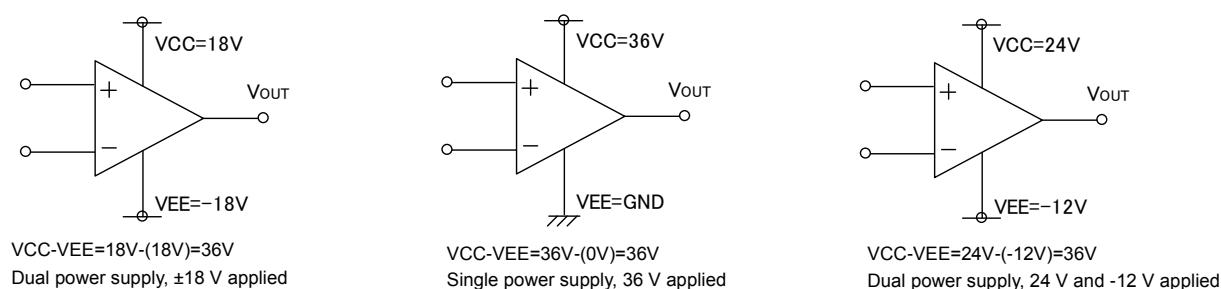 VCC=18V
+
VOUT
−
VEE=-18V
VCC-VEE=18V-(18V)=36V
Dual power supply, ±18 V applied
VCC=36V
+
VOUT
−
VEE=GND
VCC-VEE=36V-(0V)=36V
Single power supply, 36 V applied
VCC=24V
+
VOUT
−
VEE=-12V
VCC-VEE=24V-(-12V)=36V
Dual power supply, 24 V and -12 V applied